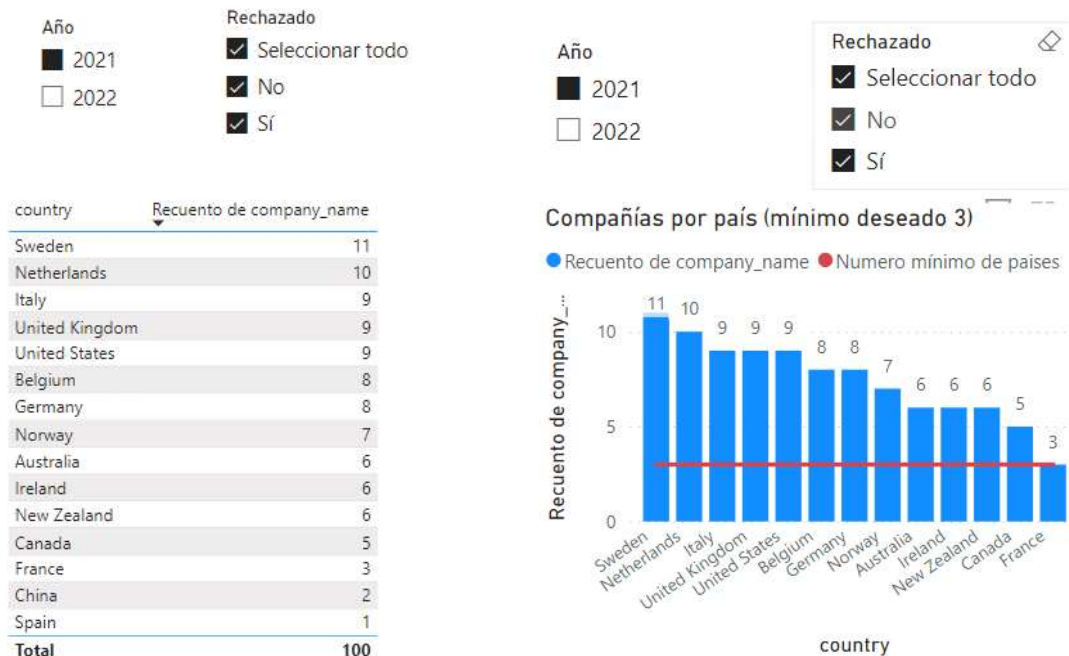 Año
2021
2022
Rechazado
Seleccionar todo
No
Sí
country Recuento de company_name
Sweden 11
Netherlands 10
Italy 9
United Kingdom 9
United States 9
Belgium 8
Germany 8
Norway 7
Australia 6
Ireland 6
New Zealand 6
Canada 5
France 3
China 2
Spain 1
Total 100
Año
2021
2022
Rechazado
Seleccionar todo
No
Sí
Compañías por país (mínimo deseado 3)
Recuento de company_name Numero mínimo de paises
Recuento de company_...
10
5
0
11 10 9 9 9 8 8 7 6 6 6 5 3
Sweden
Netherlands
Italy
United Kingdom
United States
Belgium
Germany
Norway
Australia
Ireland
New Zealand
Canada
France
country